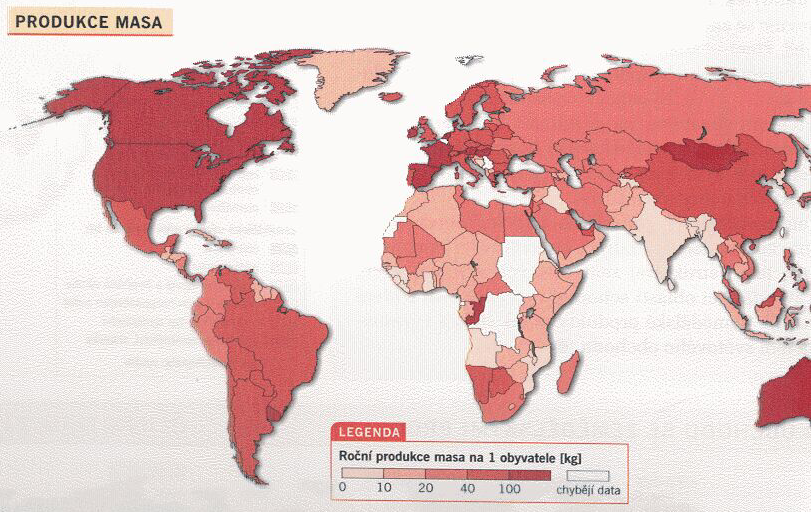 PRODUKCE MASA
LEGENDA
Roční produkce masa na 1 obyvatele [kg]
0 10 20 40 100 chybějí data